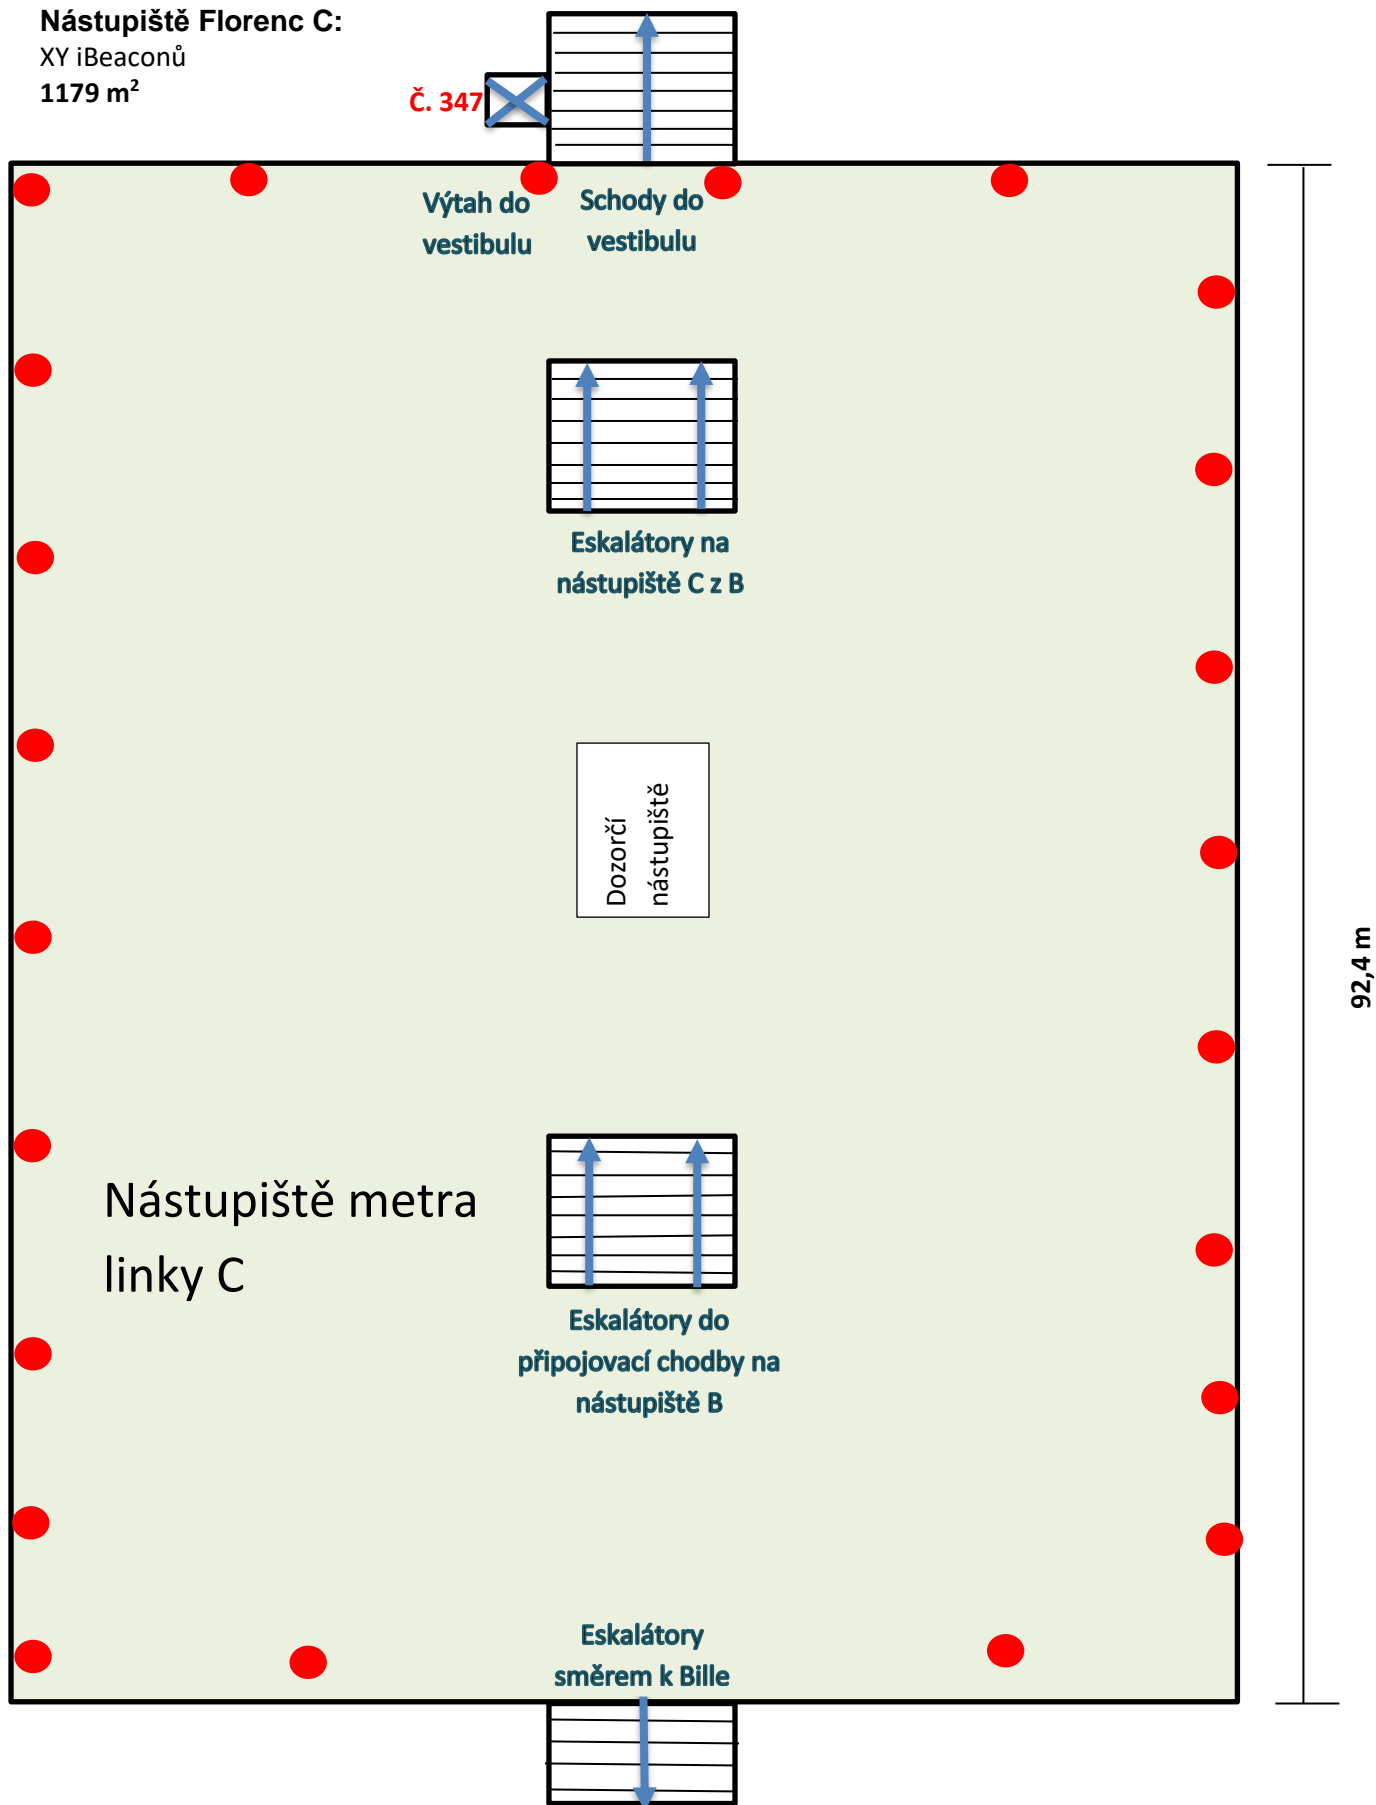 Nástupiště Florenc C:
XY iBeaconů
1179 m²
Č. 347
Výtah do
vestibulu
Schody do
vestibulu
Eskalátory na
nástupiště C z B
Dozorčí
nástupiště
92,4 m
Nástupiště metra
linky C
Eskalátory do
připojovací chodby na
nástupiště B
Eskalátory
směrem k Bille